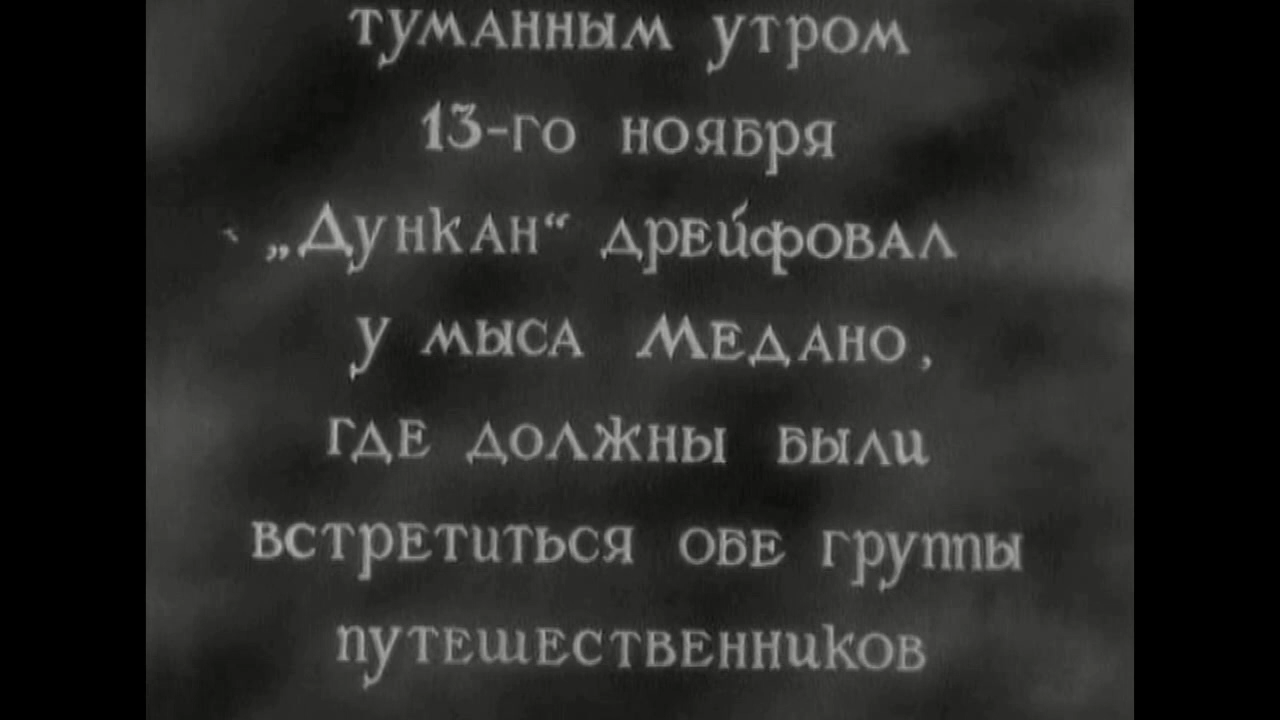 туманным утром
13-го ноября
„Дункан“ дрейфовал
у мыса Медано,
где должны были
встретиться обе группы
путешественников